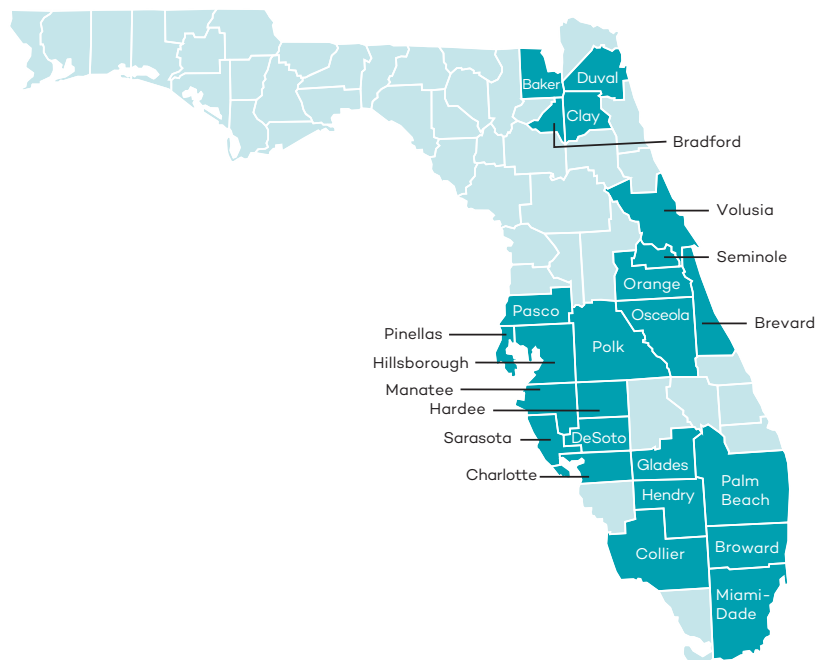 Baker
Duval
Clay
Bradford
Volusia
Seminole
Orange
Pasco
Osceola
Brevard
Pinellas
Polk
Hillsborough
Manatee
Hardee
Sarasota
DeSoto
Charlotte
Glades
Hendry
Palm
Beach
Collier
Broward
Miami-
Dade